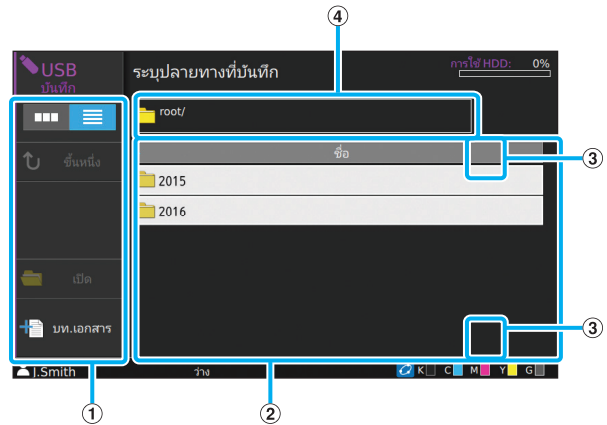 ④
USB
บันทึก
ระบุปลายทางที่บันทึก
การใช้ HDD: 0%
root/
ชื่อ
③
ขึ้นหนึ่ง
2015
2016
เปิด
บท.เอกสาร
③
J.Smith
ว่าง
K C M Y G
①
②